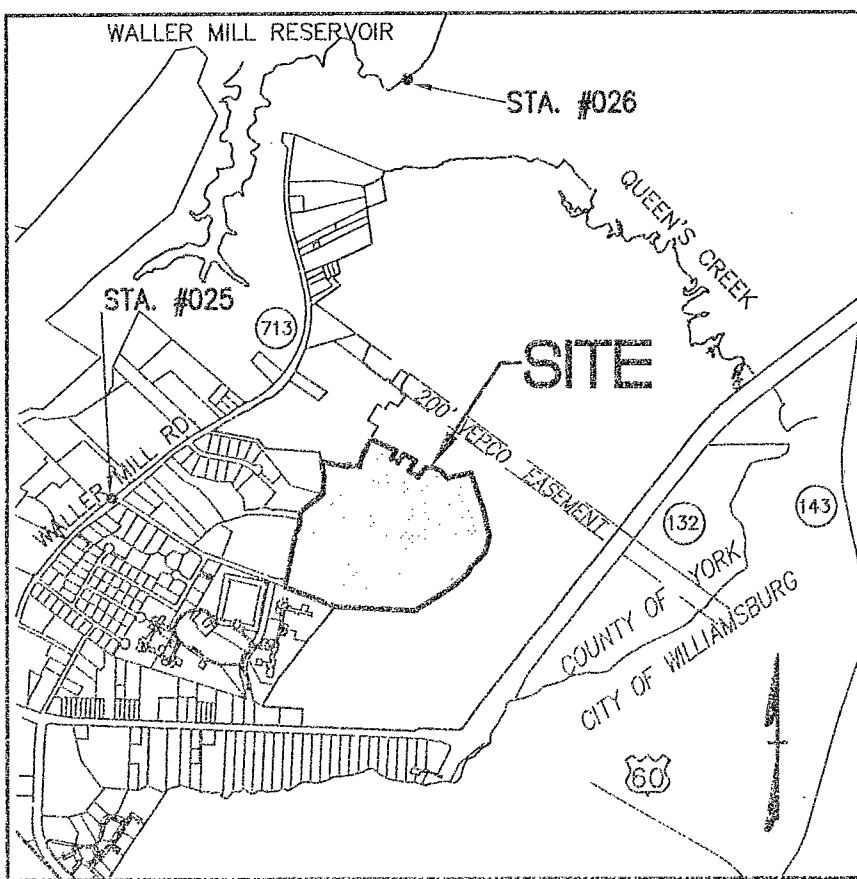 WALLER MILL RESERVOIR
STA. #026
QUEEN'S CREEK
STA. #025
713
SITE
200' VEPCO EASEMENT
WALLER MILL RD.
132
143
COUNTY OF YORK
CITY OF WILLIAMSBURG
60